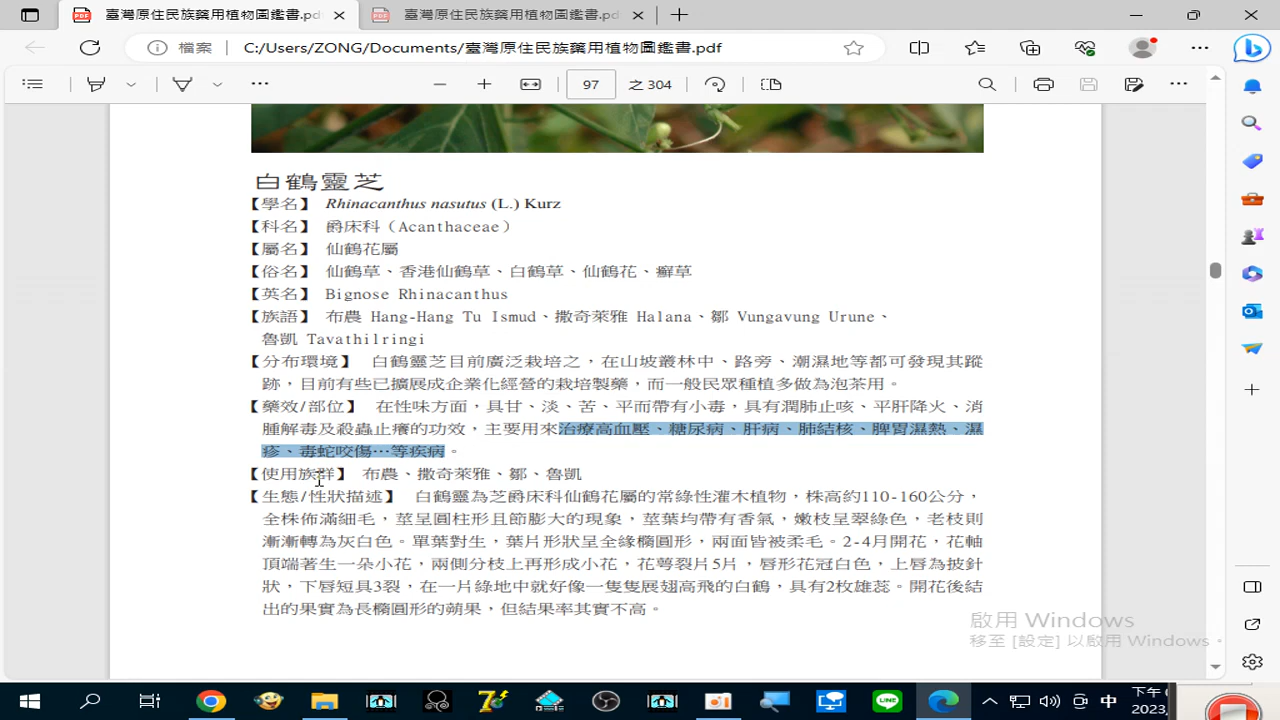 臺灣原住民族藥用植物圖鑑書.pdf
臺灣原住民族藥用植物圖鑑書.pdf
檔案 C:/Users/ZONG/Documents/臺灣原住民族藥用植物圖鑑書.pdf
97 之 304
白鶴靈芝
【學名】 Rhinacanthus nasutus (L.) Kurz
【科名】 爵床科（Acanthaceae）
【屬名】 仙鶴花屬
【俗名】 仙鶴草、香港仙鶴草、白鶴草、仙鶴花、癬草
【英名】 Bignose Rhinacanthus
【族語】 布農 Hang-Hang Tu Ismud、撒奇萊雅 Halana、鄒 Vungavung Urune、
魯凱 Tavathilringi
【分布環境】 白鶴靈芝目前廣泛栽培之，在山坡叢林中、路旁、潮濕地等都可發現其蹤
跡，目前有些已擴展成企業化經營的栽培製藥，而一般民眾種植多做為泡茶用。
【藥效/部位】 在性味方面，具甘、淡、苦、平而帶有小毒，具有潤肺止咳、平肝降火、消
腫解毒及殺蟲止癢的功效，主要用來治療高血壓、糖尿病、肝病、肺結核、脾胃濕熱、濕
疹、毒蛇咬傷…等疾病。
【使用族群】 布農、撒奇萊雅、鄒、魯凱
【生態/性狀描述】 白鶴靈為芝爵床科仙鶴花屬的常綠性灌木植物，株高約110-160公分，
全株佈滿細毛，莖呈圓柱形且節膨大的現象，莖葉均帶有香氣，嫩枝呈翠綠色，老枝則
漸漸轉為灰白色。單葉對生，葉片形狀呈全緣橢圓形，兩面皆被柔毛。2-4月開花，花軸
頂端著生一朵小花，兩側分枝上再形成小花，花萼裂片5片，唇形花冠白色，上唇為披針
狀，下唇短具3裂，在一片綠地中就好像一隻隻展翅高飛的白鶴，具有2枚雄蕊。開花後結
出的果實為長橢圓形的蒴果，但結果率其實不高。
啟用 Windows
移至 [設定] 以啟用 Windows。
LINE
中
下午
2023